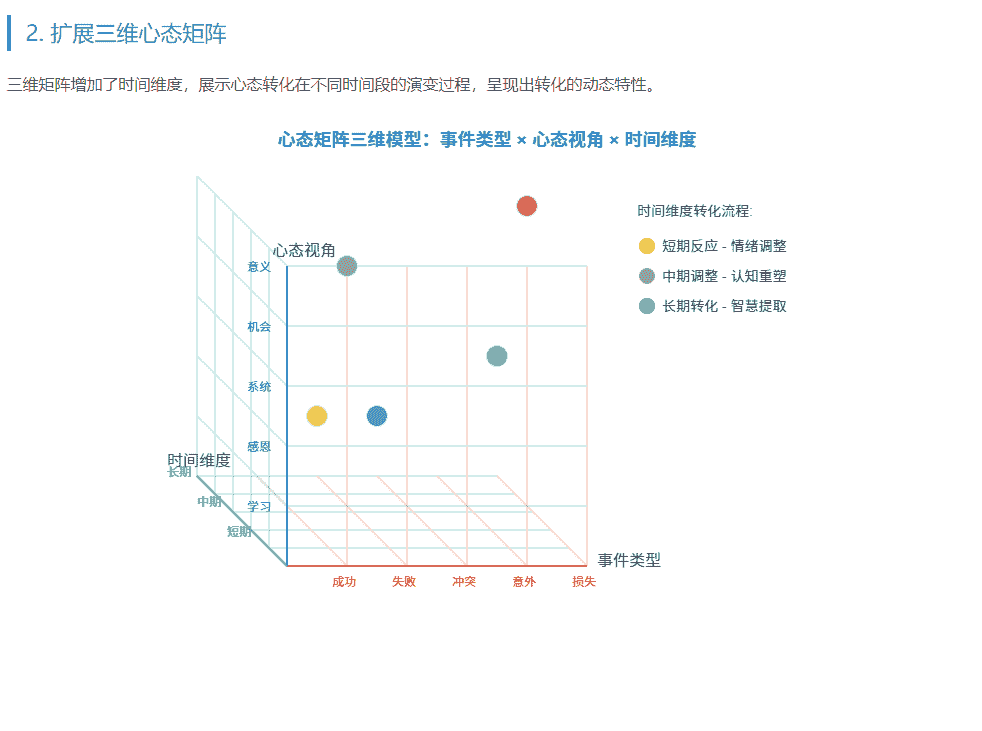 2. 扩展三维心态矩阵
三维矩阵增加了时间维度，展示心态转化在不同时间段的演变过程，呈现出转化的动态特性。
心态矩阵三维模型：事件类型 × 心态视角 × 时间维度
时间维度转化流程:
短期反应 - 情绪调整
中期调整 - 认知重塑
长期转化 - 智慧提取
心态视角
意义
机会
系统
感恩
学习
时间维度
长期
中期
短期
事件类型
成功 失败 冲突 意外 损失